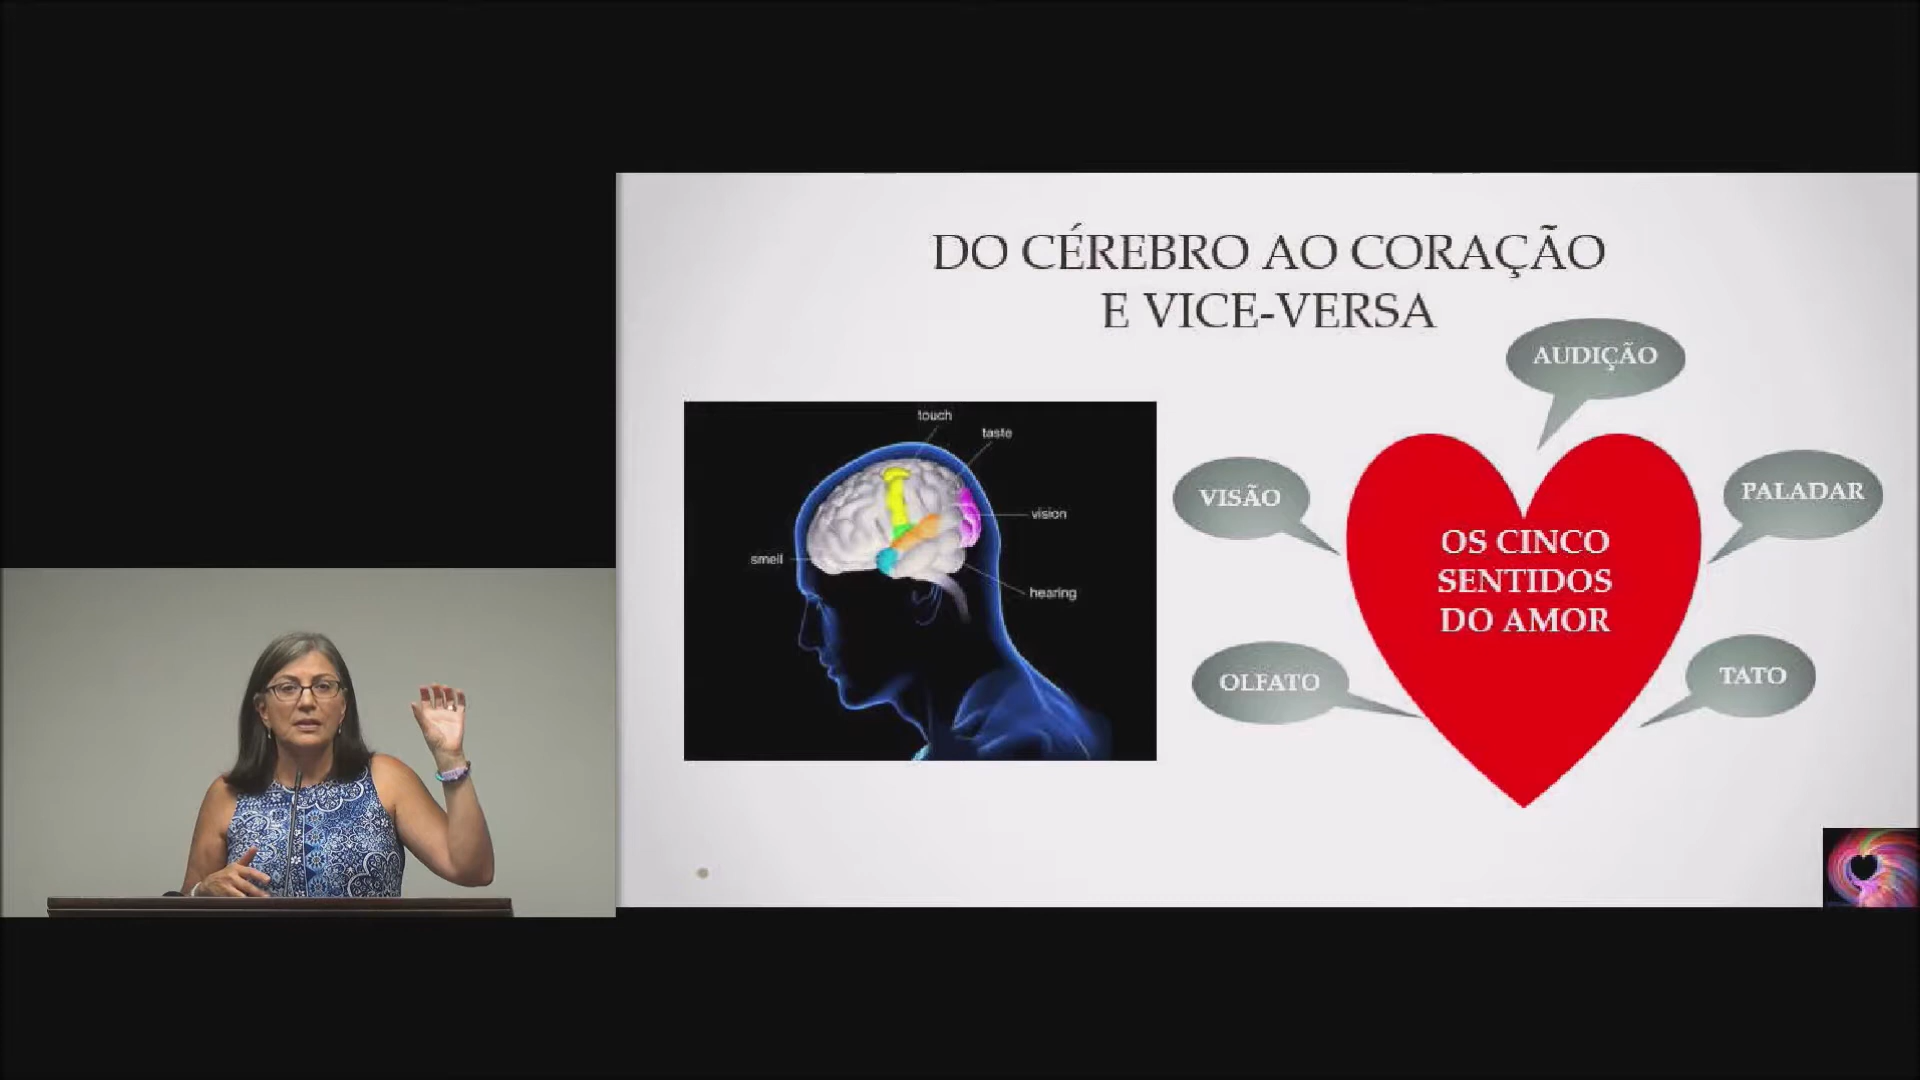 DO CÉREBRO AO CORAÇÃO
E VICE-VERSA
touch
taste
vision
smell
hearing
AUDIÇÃO
VISÃO
PALADAR
OS CINCO
SENTIDOS
DO AMOR
OLFATO
TATO